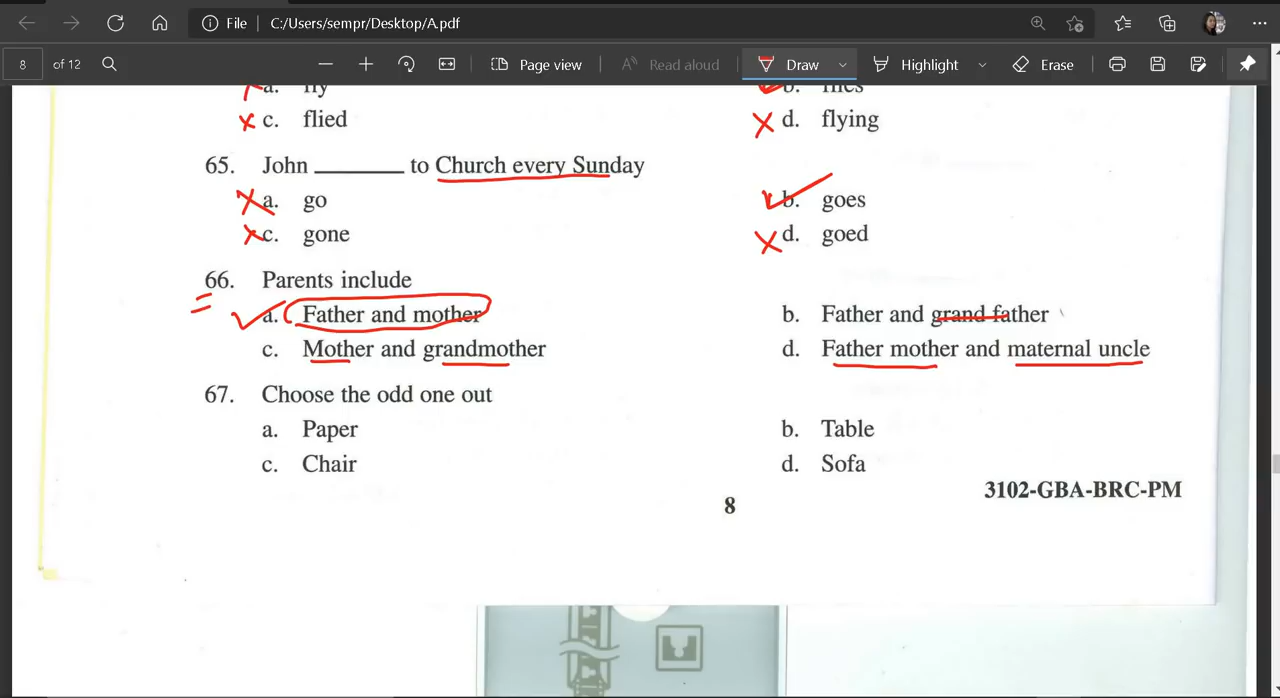 File C:/Users/sempr/Desktop/A.pdf
8 of 12 Page view Read aloud Draw Highlight Erase
a. fly b. flies
c. flied d. flying
65. John ________ to Church every Sunday
a. go b. goes
c. gone d. goed
66. Parents include
a. Father and mother b. Father and grand father
c. Mother and grandmother d. Father mother and maternal uncle
67. Choose the odd one out
a. Paper b. Table
c. Chair d. Sofa
3102-GBA-BRC-PM
8